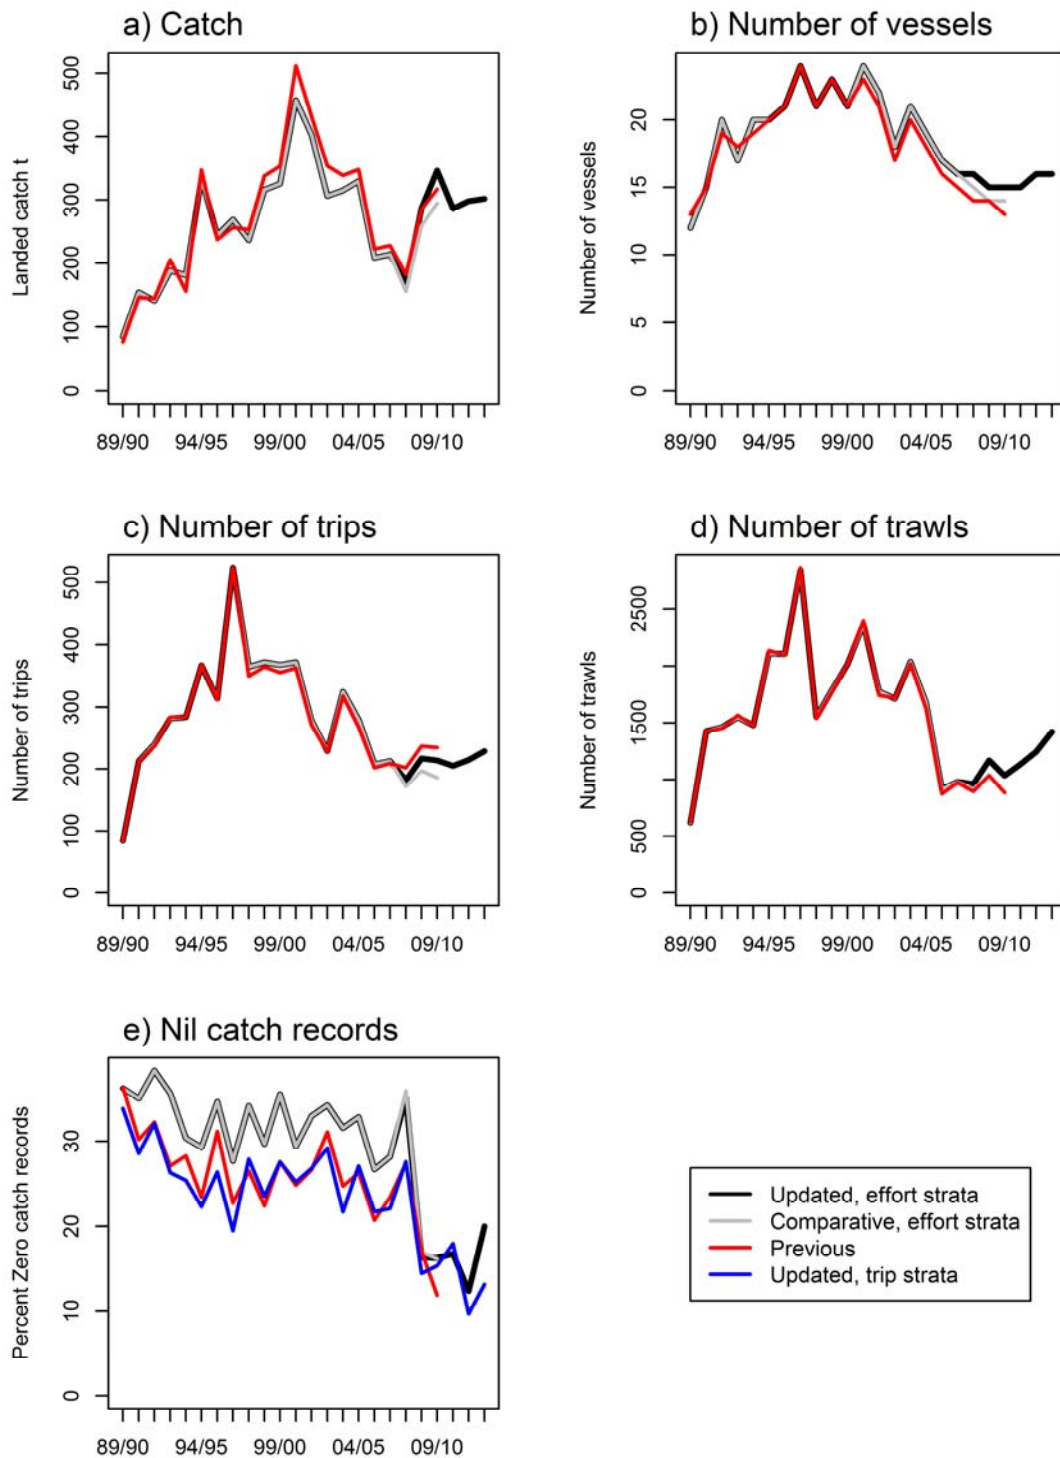 a) Catch
Landed catch t
500
400
300
200
100
0
89/90 94/95 99/00 04/05 09/10
b) Number of vessels
Number of vessels
20
15
10
5
0
89/90 94/95 99/00 04/05 09/10
c) Number of trips
Number of trips
500
400
300
200
100
0
89/90 94/95 99/00 04/05 09/10
d) Number of trawls
Number of trawls
2500
1500
500
0
89/90 94/95 99/00 04/05 09/10
e) Nil catch records
Percent Zero catch records
30
20
10
0
89/90 94/95 99/00 04/05 09/10
Updated, effort strata
Comparative, effort strata
Previous
Updated, trip strata